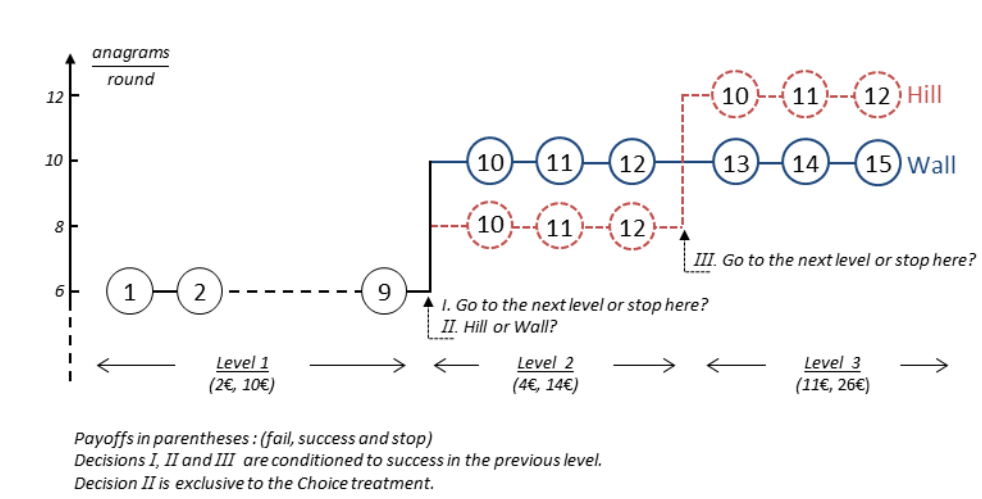 anagrams
round
12
10 11 12 Hill
10
10 11 12 13 14 15 Wall
8
10 11 12
III. Go to the next level or stop here?
6
1 2 9
I. Go to the next level or stop here?
II. Hill or Wall?
Level 1 Level 2 Level 3
(2€, 10€) (4€, 14€) (11€, 26€)
Payoffs in parentheses : (fail, success and stop)
Decisions I, II and III are conditioned to success in the previous level.
Decision II is exclusive to the Choice treatment.